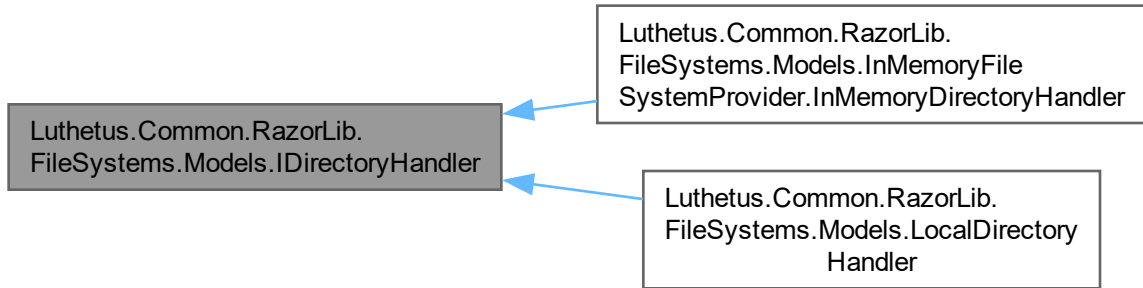 Luthetus.Common.RazorLib.
FileSystems.Models.IDirectoryHandler
Luthetus.Common.RazorLib.
FileSystems.Models.InMemoryFile
SystemProvider.InMemoryDirectoryHandler
Luthetus.Common.RazorLib.
FileSystems.Models.LocalDirectory
Handler